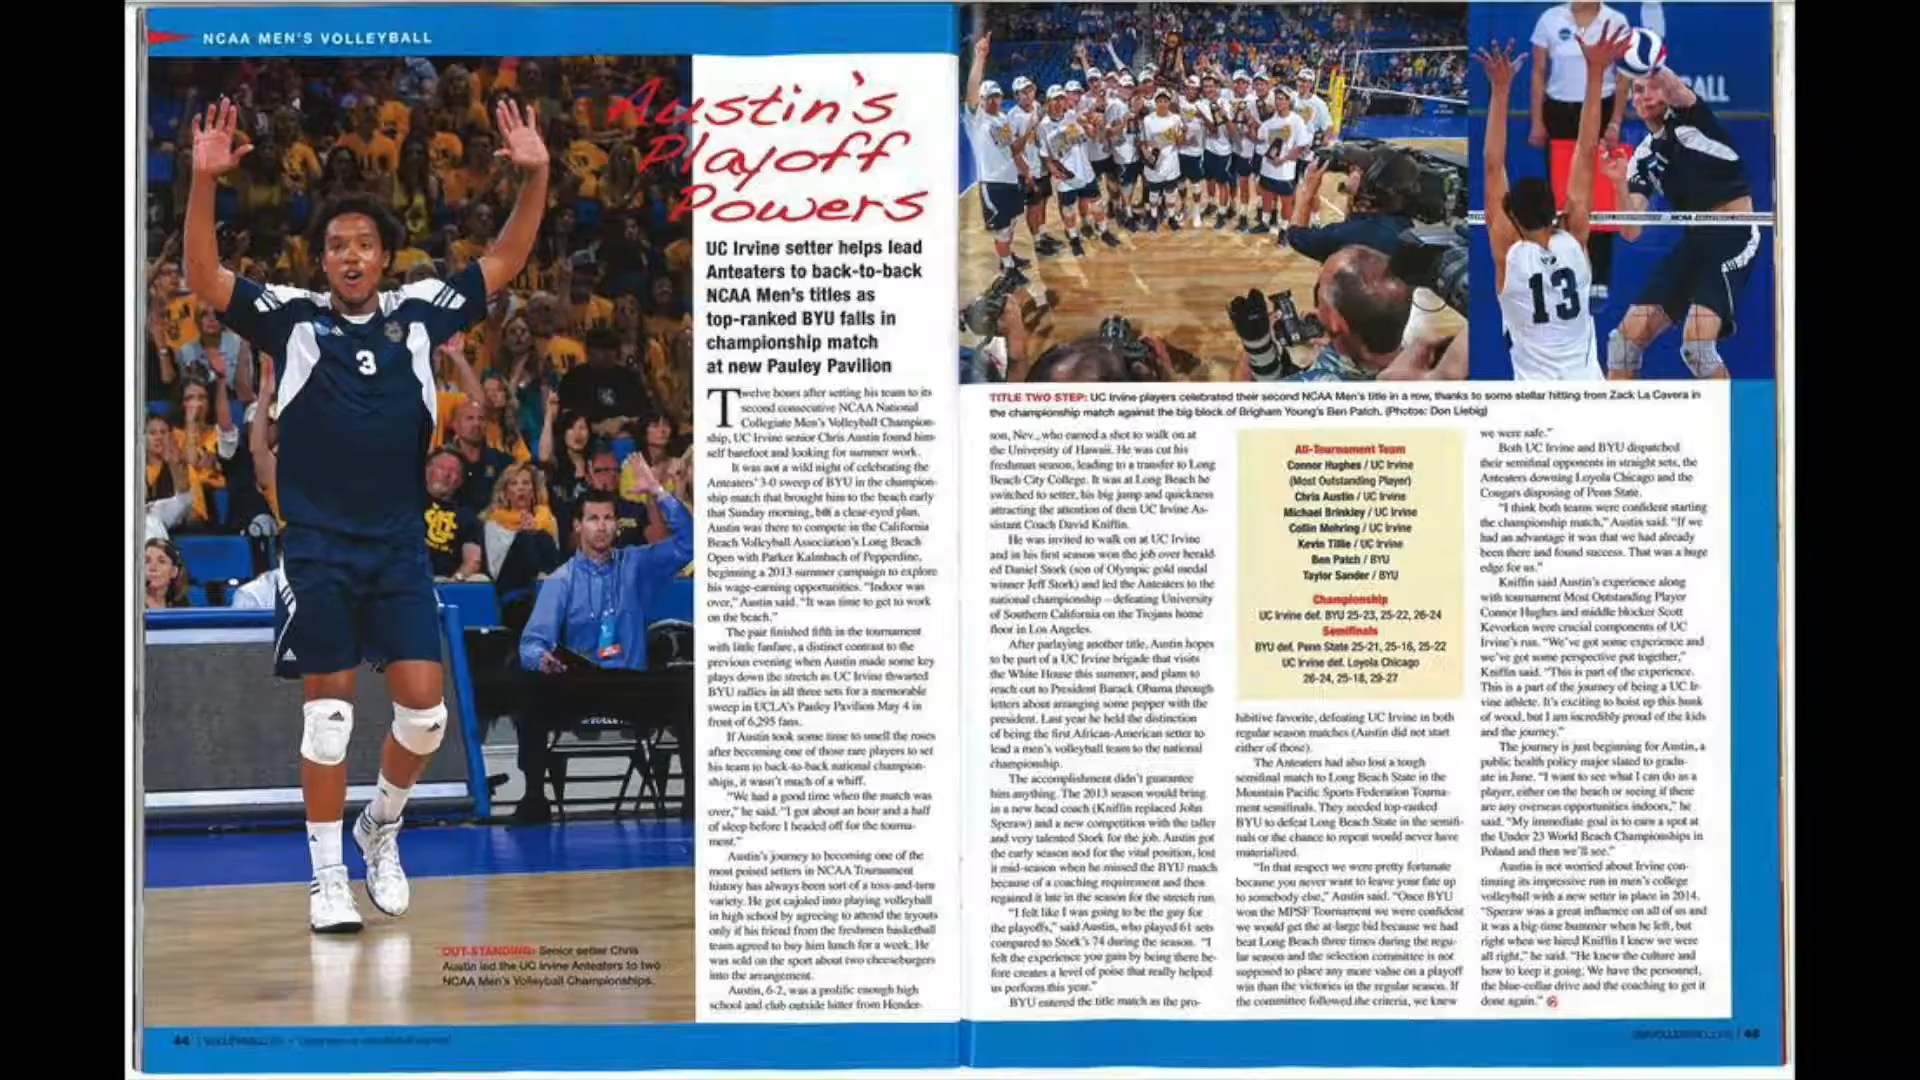 NCAA MEN'S VOLLEYBALL
Austin's
Playoff
Powers
UC Irvine setter helps lead
Anteaters to back-to-back
NCAA Men's titles as
top-ranked BYU falls in
championship match
at new Pauley Pavilion
3
Twelve hours after setting his team to its
second consecutive NCAA National
Collegiate Men's Volleyball Champion-
ship, UC Irvine senior Chris Austin found him-
self barefoot and looking for summer work.
It was not a wild night of celebrating the
Anteaters' 3-0 sweep of BYU in the champion-
ship match that brought him to the beach early
that Sunday morning, but a clear-eyed plan.
Austin was there to compete in the California
Beach Volleyball Association's Long Beach
Open with Parker Kalmbach of Pepperdine,
beginning a 2013 summer campaign to explore
his wage-earning opportunities. "Indoor was
over," Austin said. "It was time to get to work
on the beach."
The pair finished fifth in the tournament
with little fanfare, a distinct contrast to the
previous evening when Austin made some key
plays down the stretch as UC Irvine thwarted
BYU rallies in all three sets for a memorable
sweep in UCLA's Pauley Pavilion May 4 in
front of 6,295 fans.
If Austin took some time to smell the roses
after becoming one of those rare players to set
his team to back-to-back national champion-
ships, it wasn't much of a whiff.
"We had a good time when the match was
over," he said. "I got about an hour and a half
of sleep before I headed off for the tourna-
ment."
Austin's journey to becoming one of the
most poised setters in NCAA Tournament
history has always been sort of a toss-and-turn
variety. He got cajoled into playing volleyball
in high school by agreeing to attend the tryouts
only if his friend from the freshmen basketball
team agreed to buy him lunch for a week. He
was sold on the sport about two cheeseburgers
into the arrangement.
Austin, 6-2, was a prolific enough high
school and club outside hitter from Hender-
OUT-STANDING: Senior setter Chris
Austin led the UC Irvine Anteaters to two
NCAA Men's Volleyball Championships.
44
13
TITLE TWO STEP: UC Irvine players celebrated their second NCAA Men's title in a row, thanks to some stellar hitting from Zack La Cavera in
the championship match against the big block of Brigham Young's Ben Patch. (Photos: Don Liebig)
son, Nev., who earned a shot to walk on at
the University of Hawaii. He was cut his
freshman season, leading to a transfer to Long
Beach City College. It was at Long Beach he
switched to setter, his big jump and quickness
attracting the attention of then UC Irvine As-
sistant Coach David Kniffin.
He was invited to walk on at UC Irvine
and in his first season won the job over herald-
ed Daniel Stork (son of Olympic gold medal
winner Jeff Stork) and led the Anteaters to the
national championship – defeating University
of Southern California on the Trojans home
floor in Los Angeles.
After parlaying another title, Austin hopes
to be part of a UC Irvine brigade that visits
the White House this summer, and plans to
reach out to President Barack Obama through
letters about arranging some pepper with the
president. Last year he held the distinction
of being the first African-American setter to
lead a men's volleyball team to the national
championship.
The accomplishment didn't guarantee
him anything. The 2013 season would bring
in a new head coach (Kniffin replaced John
Speraw) and a new competition with the taller
and very talented Stork for the job. Austin got
the early season nod for the vital position, lost
it mid-season when he missed the BYU match
because of a coaching requirement and then
regained it late in the season for the stretch run.
"I felt like I was going to be the guy for
the playoffs," said Austin, who played 61 sets
compared to Stork's 74 during the season. "I
felt the experience you gain by being there be-
fore creates a level of poise that really helped
us perform this year."
BYU entered the title match as the pro-
All-Tournament Team
Connor Hughes / UC Irvine
(Most Outstanding Player)
Chris Austin / UC Irvine
Michael Brinkley / UC Irvine
Collin Mehring / UC Irvine
Kevin Tillie / UC Irvine
Ben Patch / BYU
Taylor Sander / BYU
Championship
UC Irvine def. BYU 25-23, 25-22, 26-24
Semifinals
BYU def. Penn State 25-21, 25-16, 25-22
UC Irvine def. Loyola Chicago
26-24, 25-18, 29-27
hibitive favorite, defeating UC Irvine in both
regular season matches (Austin did not start
either of those).
The Anteaters had also lost a tough
semifinal match to Long Beach State in the
Mountain Pacific Sports Federation Tourna-
ment semifinals. They needed top-ranked
BYU to defeat Long Beach State in the semifi-
nals or the chance to repeat would never have
materialized.
"In that respect we were pretty fortunate
because you never want to leave your fate up
to somebody else," Austin said. "Once BYU
won the MPSF Tournament we were confident
we would get the at-large bid because we had
beat Long Beach three times during the regu-
lar season and the selection committee is not
supposed to place any more value on a playoff
win than the victories in the regular season. If
the committee followed the criteria, we knew
we were safe."
Both UC Irvine and BYU dispatched
their semifinal opponents in straight sets, the
Anteaters downing Loyola Chicago and the
Cougars disposing of Penn State.
"I think both teams were confident starting
the championship match," Austin said. "If we
had an advantage it was that we had already
been there and found success. That was a huge
edge for us."
Kniffin said Austin's experience along
with tournament Most Outstanding Player
Connor Hughes and middle blocker Scott
Kevorken were crucial components of UC
Irvine's run. "We've got some experience and
we've got some perspective put together,"
Kniffin said. "This is part of the experience.
This is a part of the journey of being a UC Ir-
vine athlete. It's exciting to hoist up this hunk
of wood, but I am incredibly proud of the kids
and the journey."
The journey is just beginning for Austin, a
public health policy major slated to gradu-
ate in June. "I want to see what I can do as a
player, either on the beach or seeing if there
are any overseas opportunities indoors," he
said. "My immediate goal is to earn a spot at
the Under 23 World Beach Championships in
Poland and then we'll see."
Austin is not worried about Irvine con-
tinuing its impressive run in men's college
volleyball with a new setter in place in 2014.
"Speraw was a great influence on all of us and
it was a big-time bummer when he left, but
right when we hired Kniffin I knew we were
all right," he said. "He knew the culture and
how to keep it going. We have the personnel,
the blue-collar drive and the coaching to get it
done again."